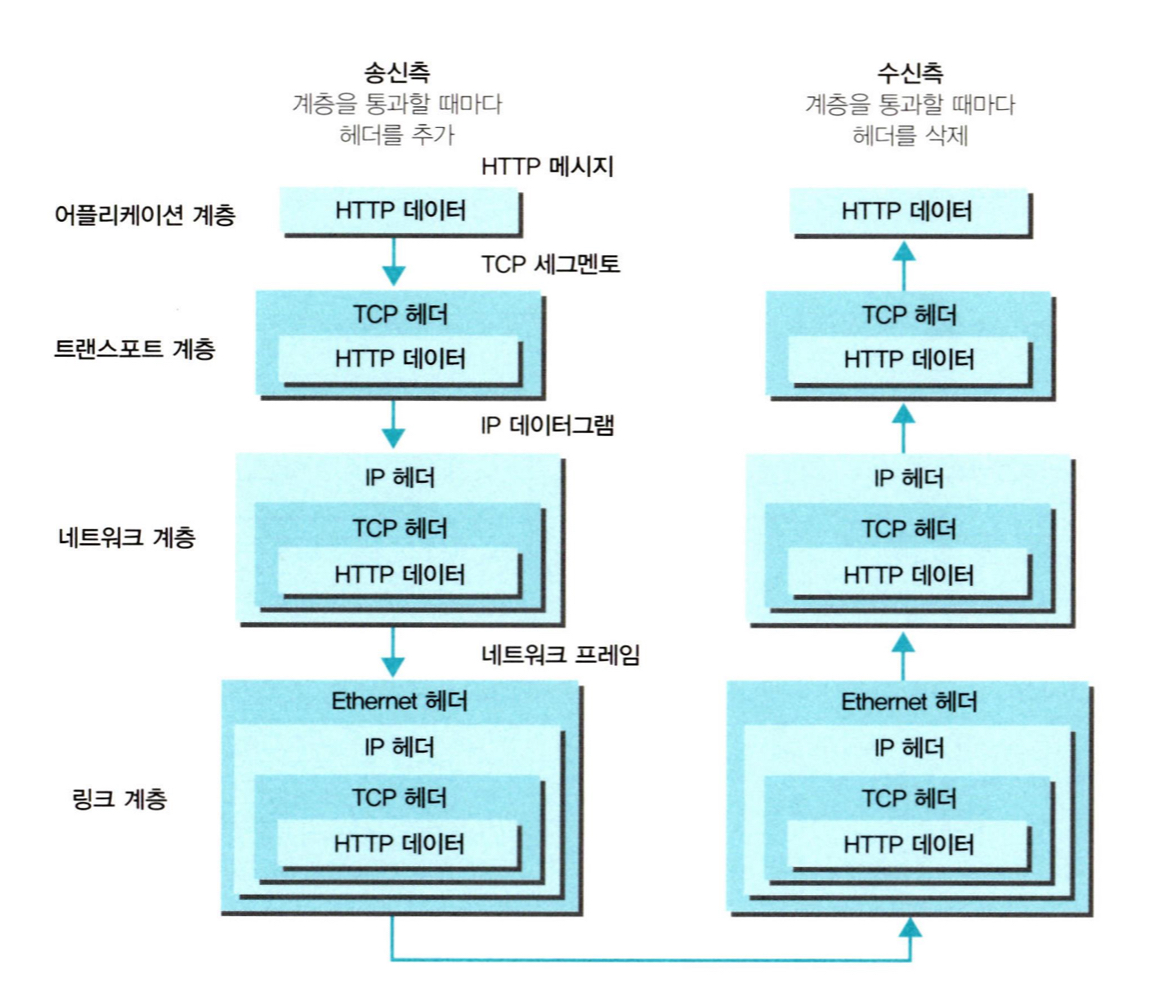 송신측
계층을 통과할 때마다
헤더를 추가
수신측
계층을 통과할 때마다
헤더를 삭제
HTTP 메시지
어플리케이션 계층
HTTP 데이터
HTTP 데이터
TCP 세그멘토
트랜스포트 계층
TCP 헤더
HTTP 데이터
TCP 헤더
HTTP 데이터
IP 데이터그램
네트워크 계층
IP 헤더
TCP 헤더
HTTP 데이터
IP 헤더
TCP 헤더
HTTP 데이터
네트워크 프레임
링크 계층
Ethernet 헤더
IP 헤더
TCP 헤더
HTTP 데이터
Ethernet 헤더
IP 헤더
TCP 헤더
HTTP 데이터